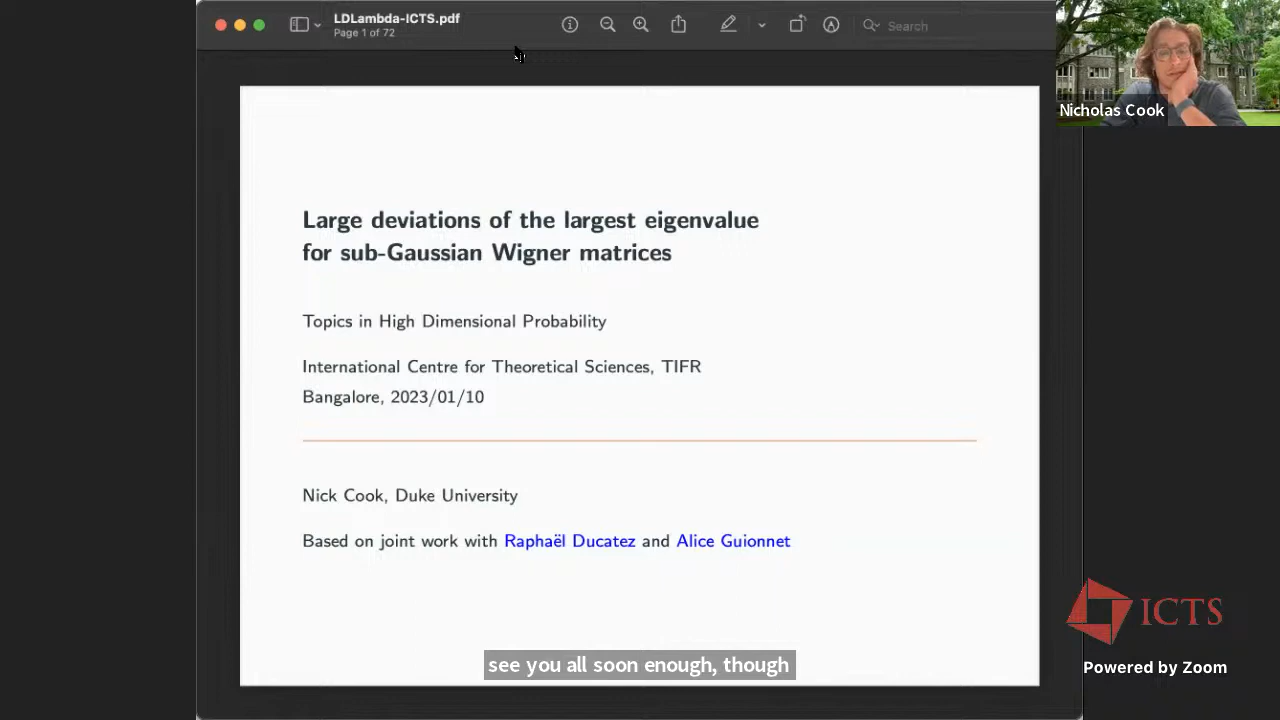 LDLambda-ICTS.pdf
Page 1 of 72
Search
Nicholas Cook
Large deviations of the largest eigenvalue
for sub-Gaussian Wigner matrices
Topics in High Dimensional Probability
International Centre for Theoretical Sciences, TIFR
Bangalore, 2023/01/10
Nick Cook, Duke University
Based on joint work with Raphaël Ducatez and Alice Guionnet
ICTS
see you all soon enough, though
Powered by Zoom